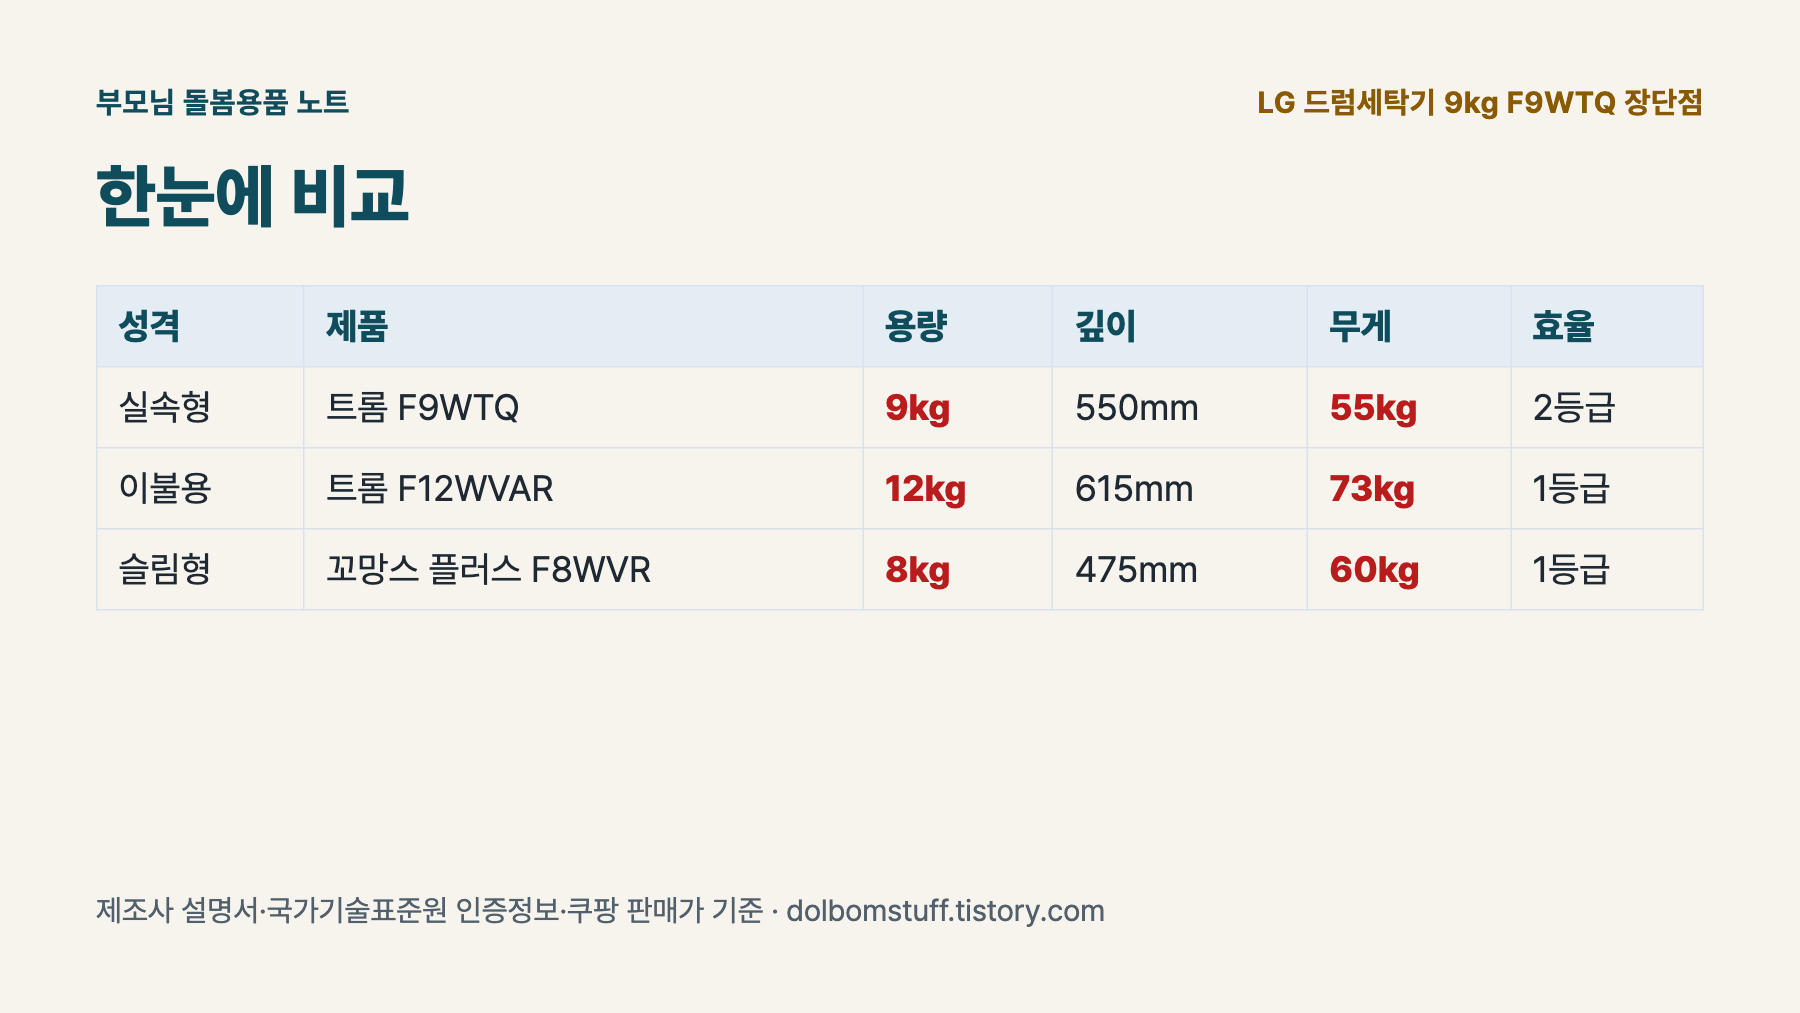 부모님 돌봄용품 노트
LG 드럼세탁기 9kg F9WTQ 장단점
한눈에 비교
성격 제품 용량 깊이 무게 효율
실속형 트롬 F9WTQ 9kg 550mm 55kg 2등급
이불용 트롬 F12WVAR 12kg 615mm 73kg 1등급
슬림형 꼬망스 플러스 F8WVR 8kg 475mm 60kg 1등급
제조사 설명서·국가기술표준원 인증정보·쿠팡 판매가 기준 · dolbomstuff.tistory.com